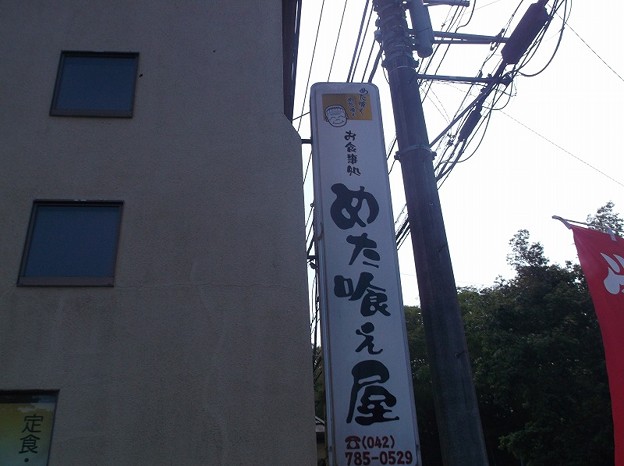 お食事処
めた喰え屋
☎(042)
785-0529
定食・